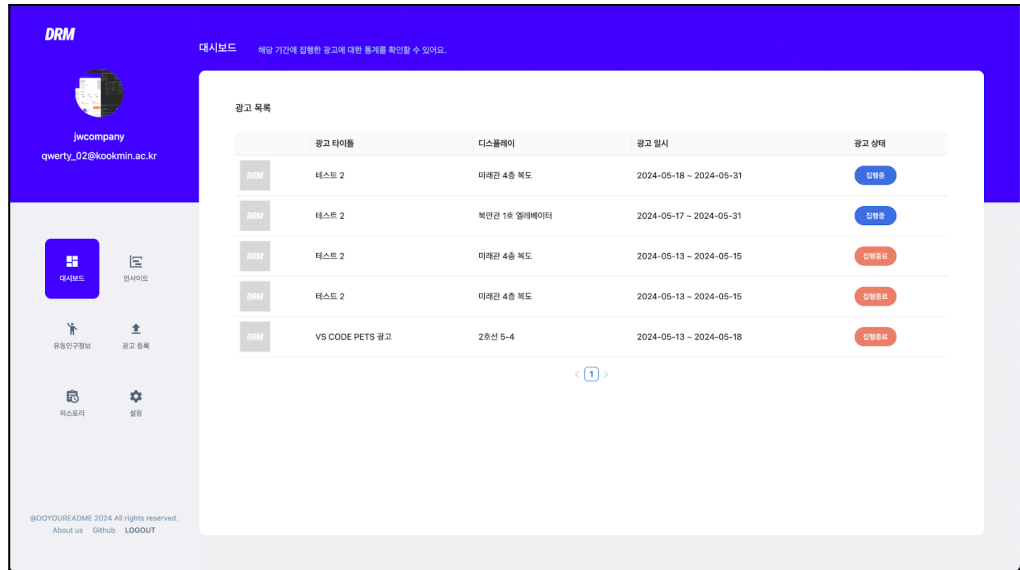 DRM
jwcompany
qwerty_02@kookmin.ac.kr
대시보드
인사이트
유동인구정보
광고 등록
히스토리
설정
@DOYOUREADME 2024 All rights reserved.
About us Github LOGOUT
대시보드 해당 기간에 집행한 광고에 대한 통계를 확인할 수 있어요.
광고 목록
광고 타이틀 디스플레이 광고 일시 광고 상태
DRM 테스트 2 미래관 4층 복도 2024-05-18 ~ 2024-05-31 집행중
DRM 테스트 2 북악관 1호 엘레베이터 2024-05-17 ~ 2024-05-31 집행중
DRM 테스트 2 미래관 4층 복도 2024-05-13 ~ 2024-05-15 집행종료
DRM 테스트 2 미래관 4층 복도 2024-05-13 ~ 2024-05-15 집행종료
DRM VS CODE PETS 광고 2호선 5-4 2024-05-13 ~ 2024-05-18 집행종료
< 1 >